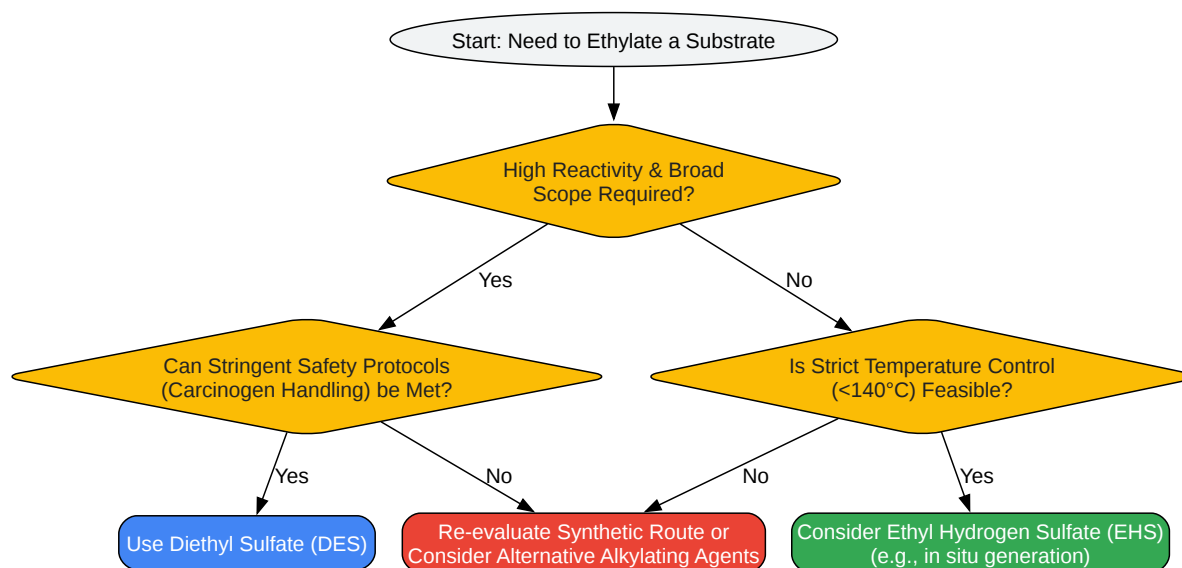 Start: Need to Ethylate a Substrate
High Reactivity & Broad
Scope Required?
Yes
No
Can Stringent Safety Protocols
(Carcinogen Handling) be Met?
Is Strict Temperature Control
(<140°C) Feasible?
Yes
No
No
Yes
Use Diethyl Sulfate (DES)
Re-evaluate Synthetic Route or
Consider Alternative Alkylating Agents
Consider Ethyl Hydrogen Sulfate (EHS)
(e.g., in situ generation)